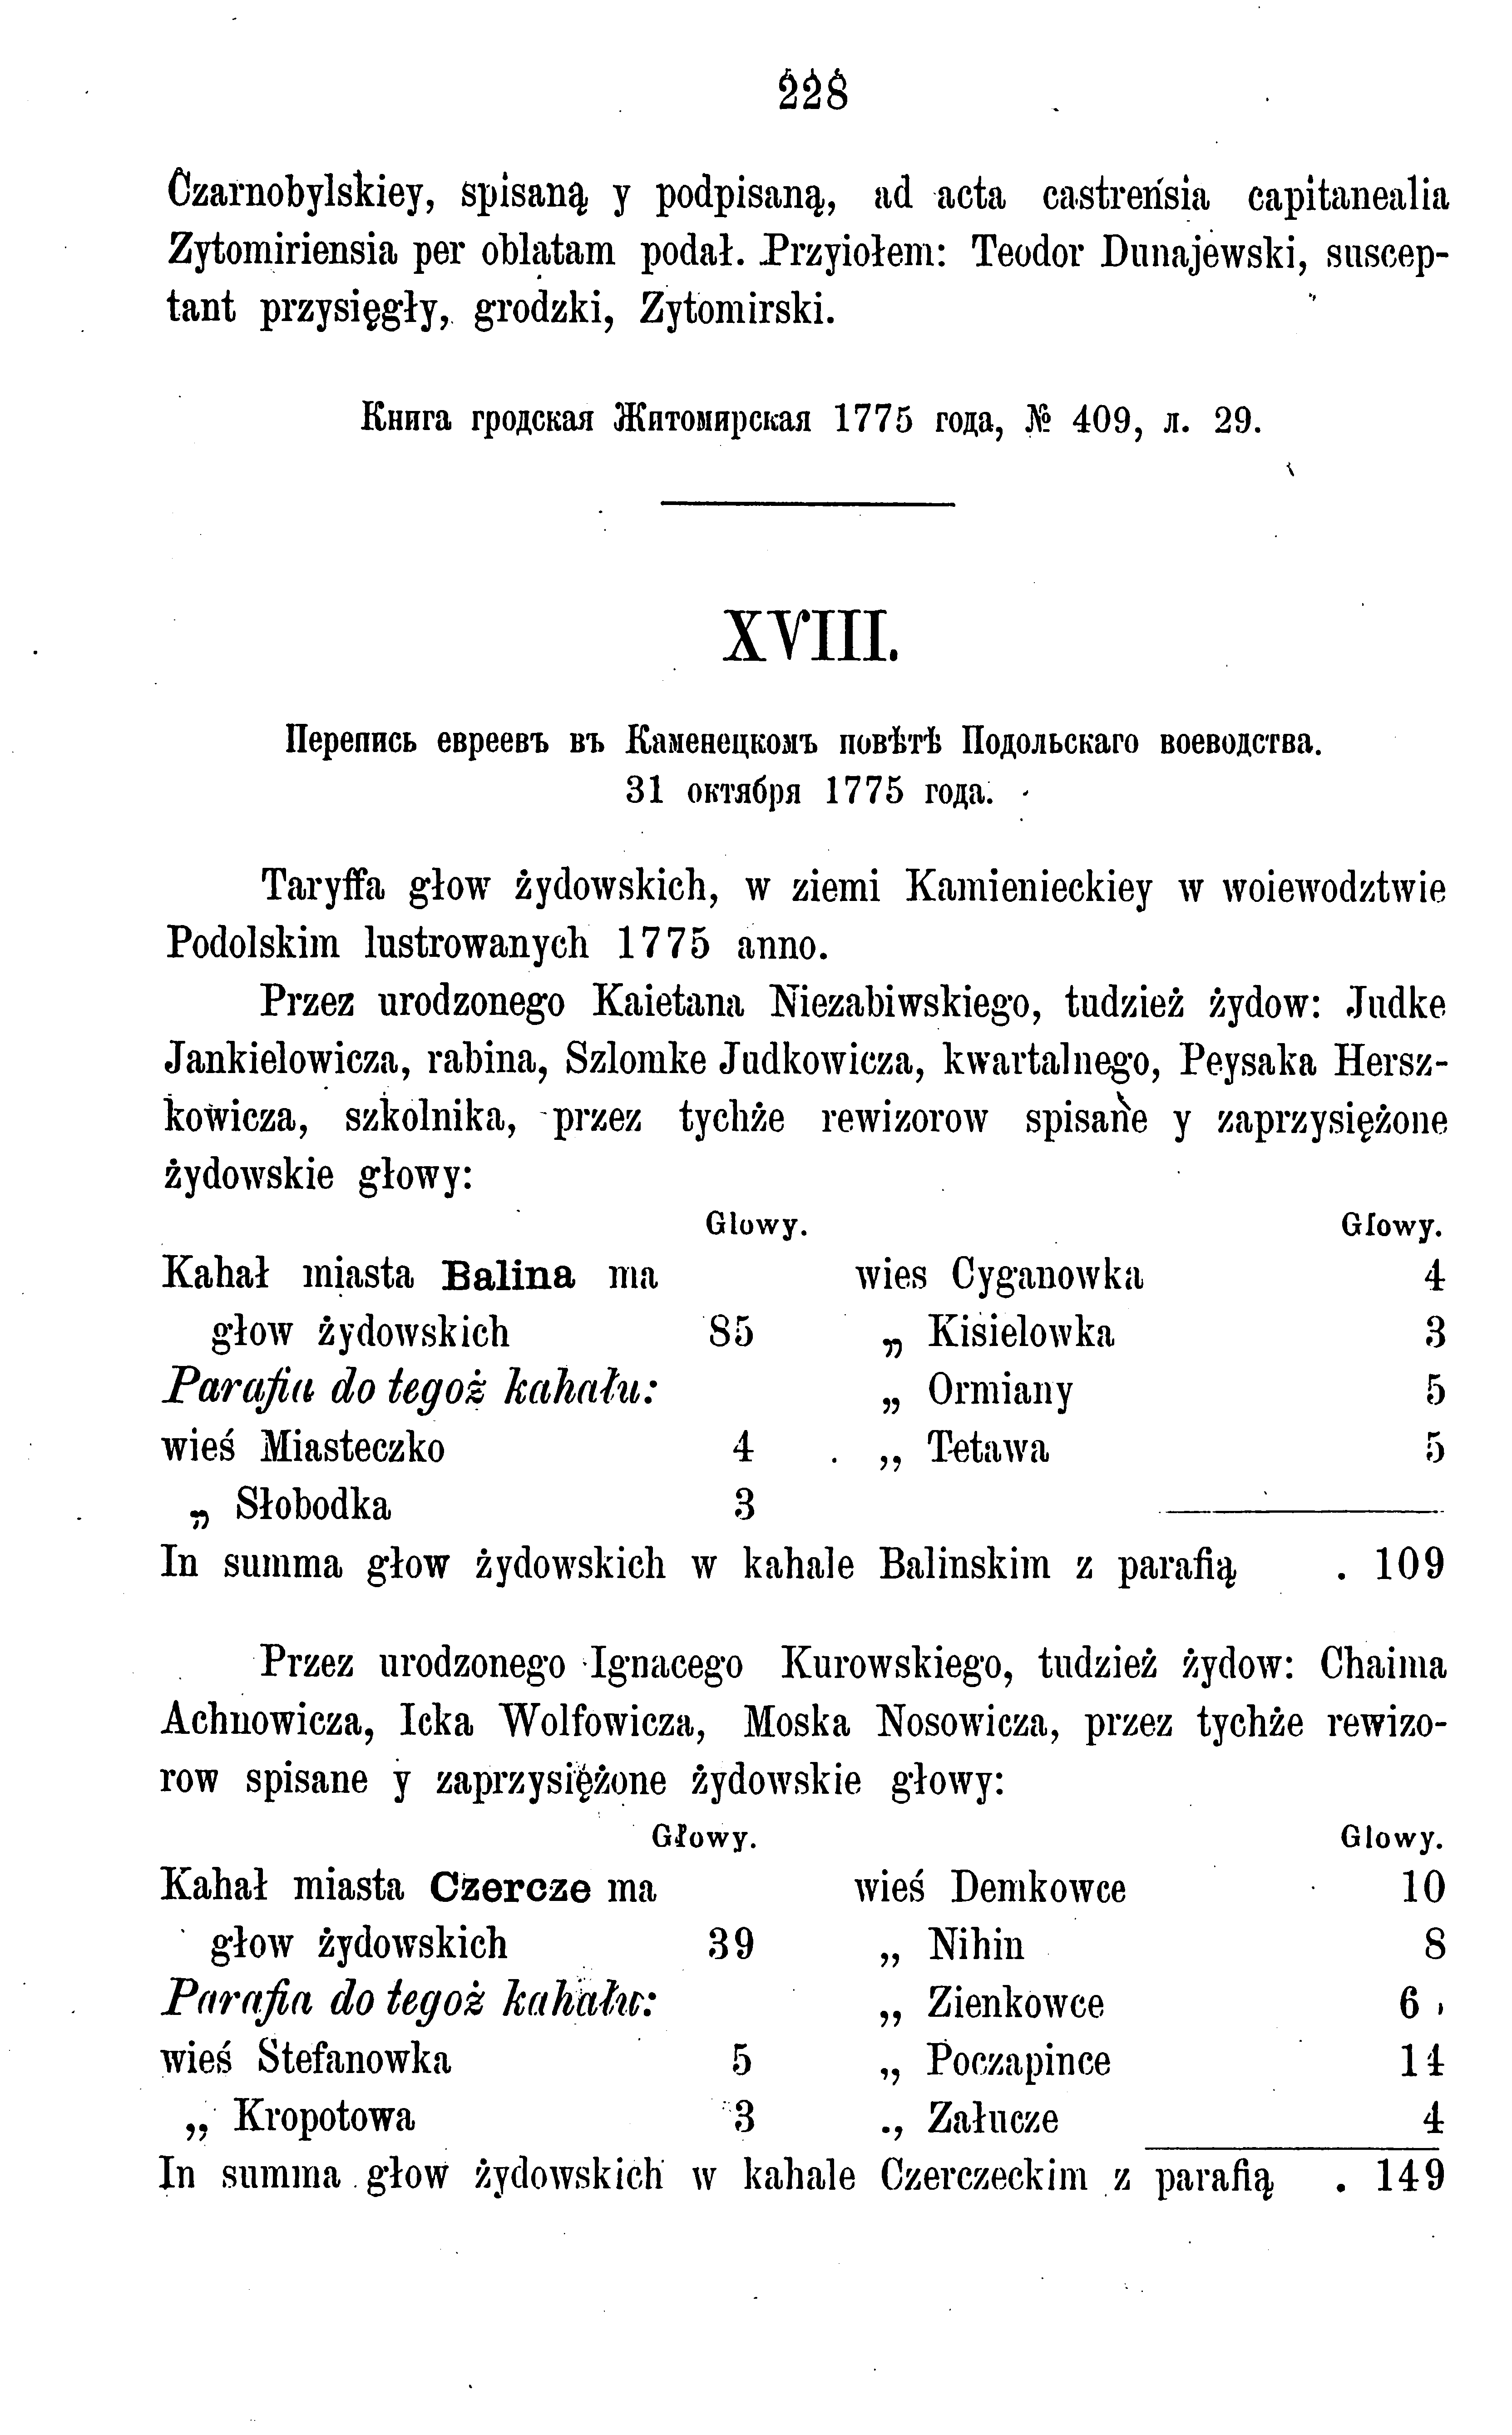 228
Czarnobylskiey, spisaną y podpisaną, ad acta castrensia capitanealia
Zytomiriensia per oblatam podał. Przyiołem: Teodor Dunajewski, suscep-
tant przysięgły, grodzki, Zytomirski.
Книга гродская Житомирская 1775 года, № 409, л. 29.
XVIII.
Перепись евреевъ въ Каменецкомъ повѣтѣ Подольскаго воеводства.
31 октября 1775 года.
Taryffa głow żydowskich, w ziemi Kamienieckiey w woiewodztwie
Podolskim lustrowanych 1775 anno.
Przez urodzonego Kaietana Niezabiwskiego, tudzież żydow: Judke
Jankielowicza, rabina, Szlomke Judkowicza, kwartalnego, Peysaka Hersz-
kowicza, szkolnika, przez tychże rewizorow spisane y zaprzysiężone
żydowskie głowy:
Głowy. Głowy.
Kahał miasta Balina ma wies Cyganowka 4
głow żydowskich 85 „ Kisielowka 3
Parafia do tegoż kahału: „ Ormiany 5
wieś Miasteczko 4 „ Tetawa 5
„ Słobodka 3
In summa głow żydowskich w kahale Balinskim z parafią . 109
Przez urodzonego Ignacego Kurowskiego, tudzież żydow: Chaima
Achnowicza, Icka Wolfowicza, Moska Nosowicza, przez tychże rewizo-
row spisane y zaprzysiężone żydowskie głowy:
Głowy. Głowy.
Kahał miasta Czercze ma wieś Demkowce 10
głow żydowskich 39 „ Nihin 8
Parafia do tegoż kahału: „ Zienkowce 6
wieś Stefanowka 5 „ Poczapince 14
„ Kropotowa 3 „ Załucze 4
In summa głow żydowskich w kahale Czerczeckim z parafią . 149